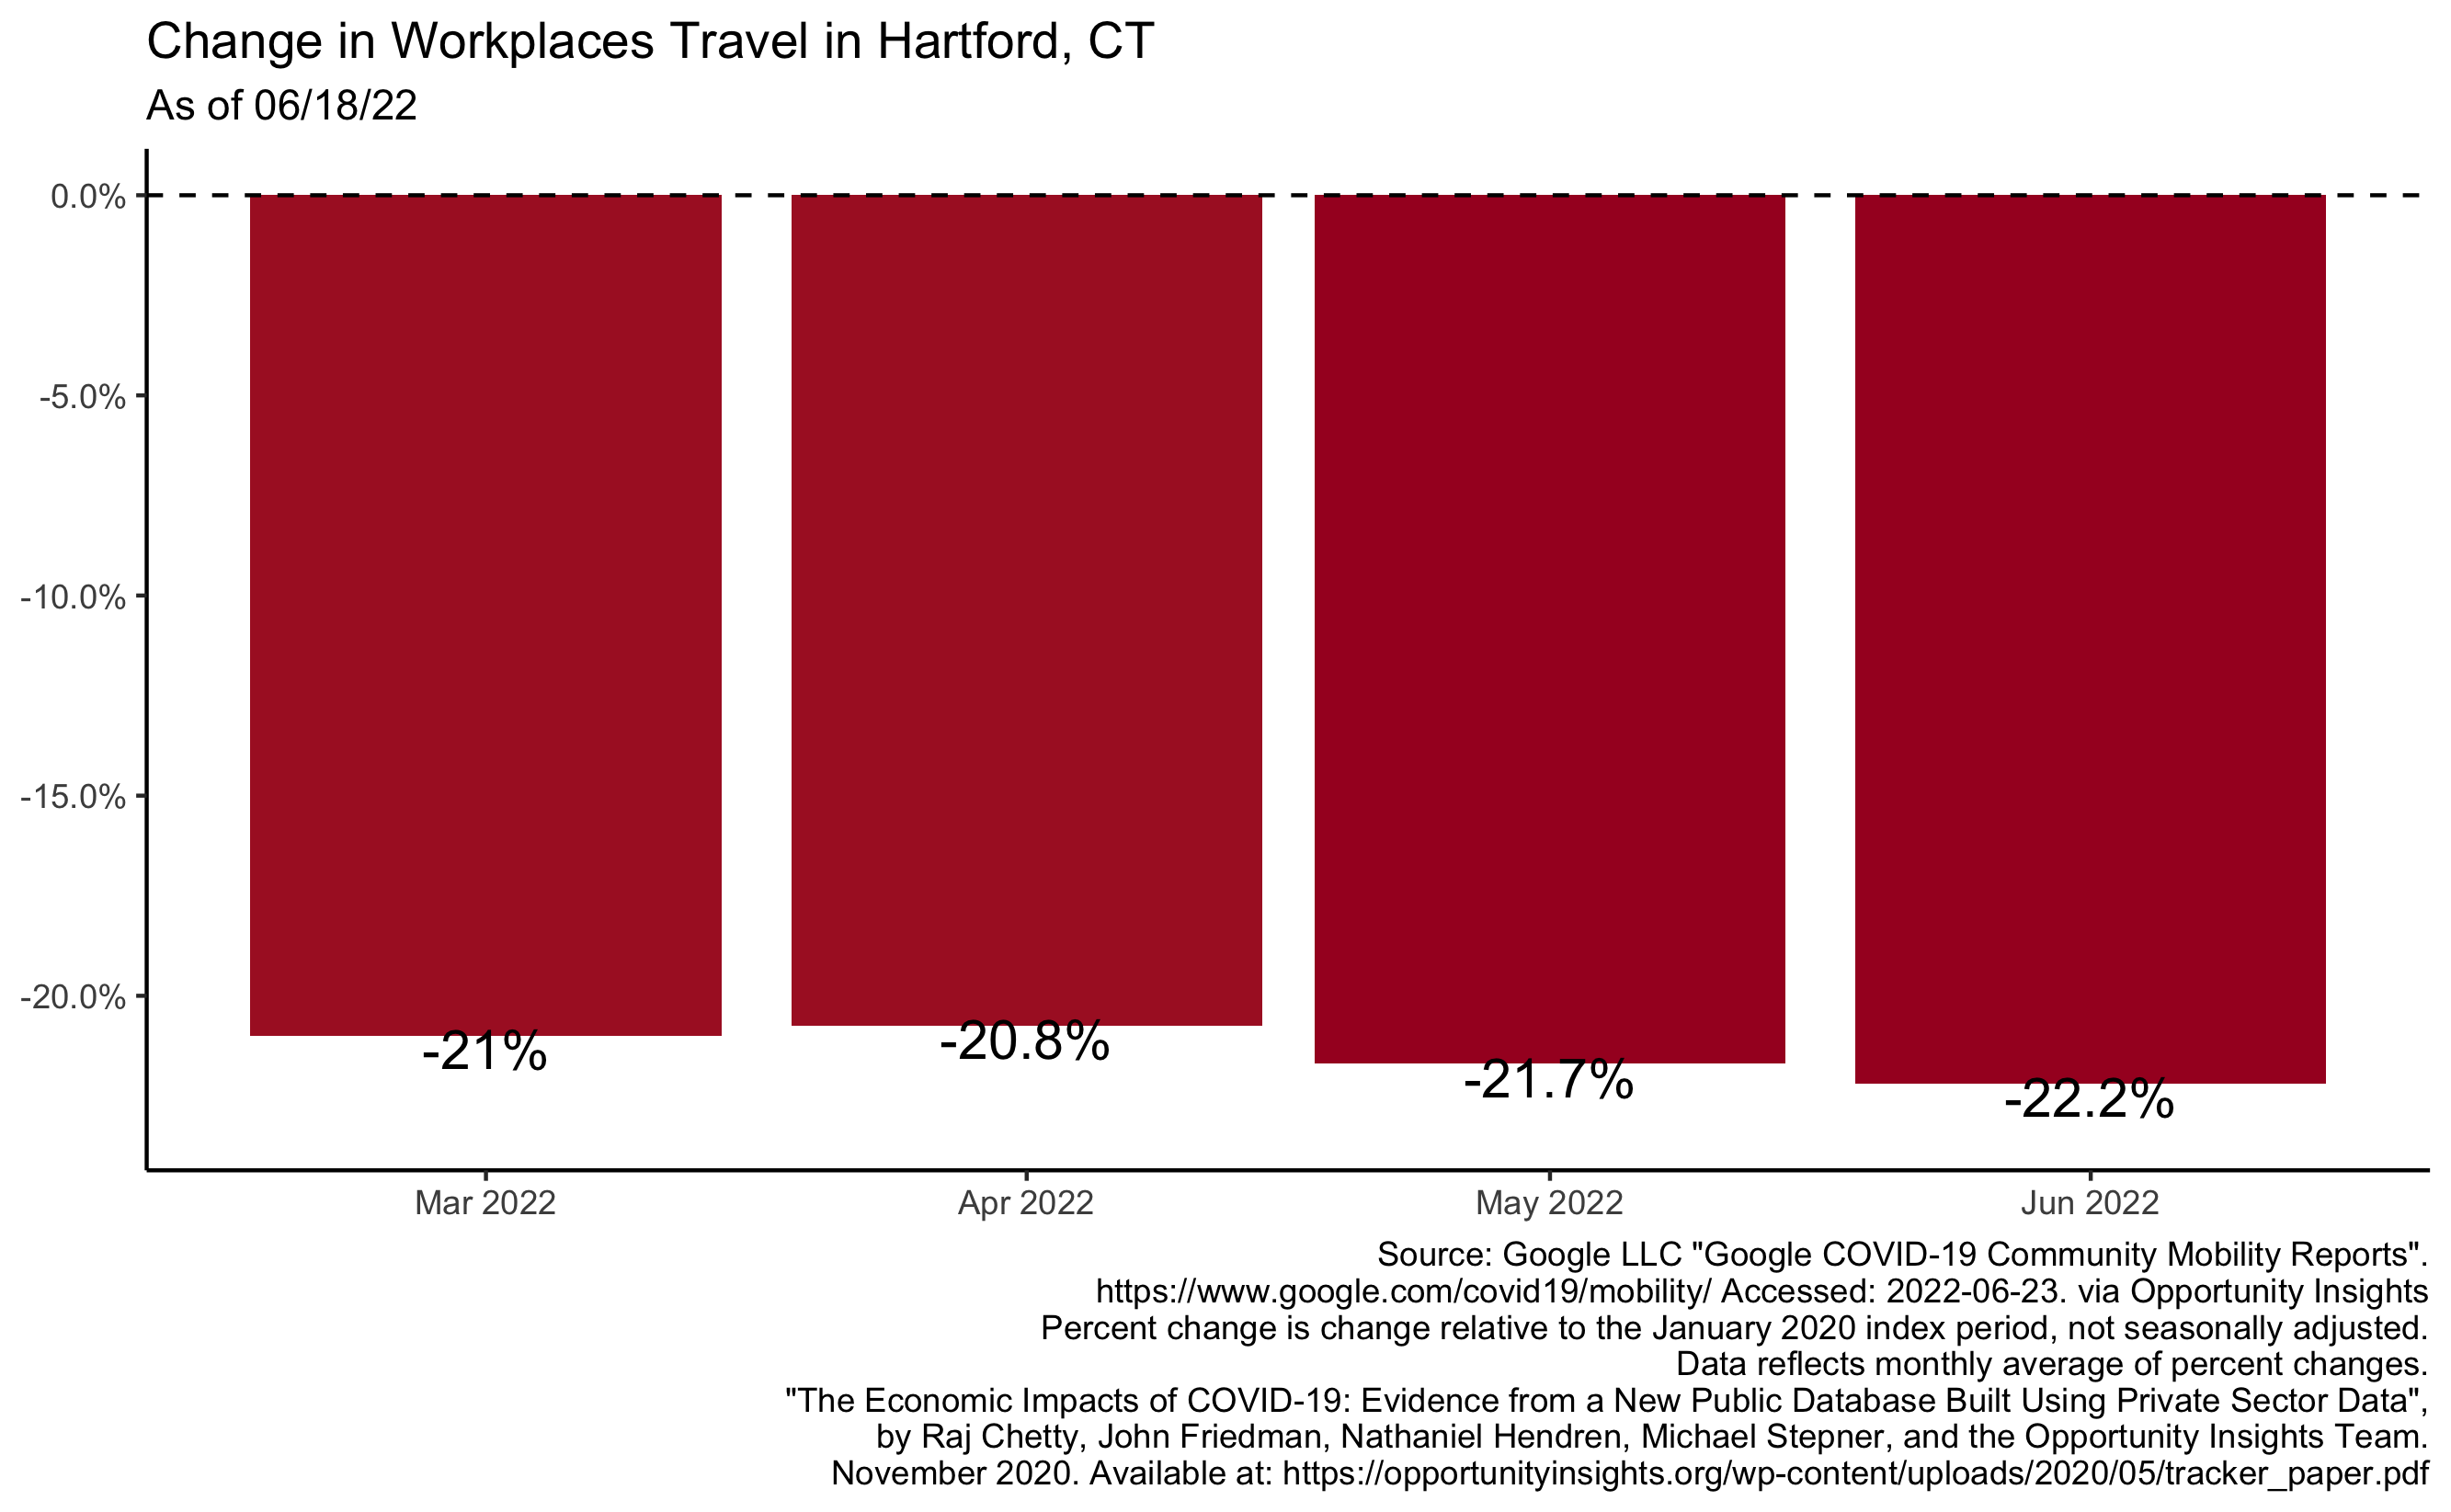 Change in Workplaces Travel in Hartford, CT
As of 06/18/22
0.0%
-5.0%
-10.0%
-15.0%
-20.0%
-21%
-20.8%
-21.7%
-22.2%
Mar 2022
Apr 2022
May 2022
Jun 2022
Source: Google LLC "Google COVID-19 Community Mobility Reports".
https://www.google.com/covid19/mobility/ Accessed: 2022-06-23. via Opportunity Insights
Percent change is change relative to the January 2020 index period, not seasonally adjusted.
Data reflects monthly average of percent changes.
"The Economic Impacts of COVID-19: Evidence from a New Public Database Built Using Private Sector Data",
by Raj Chetty, John Friedman, Nathaniel Hendren, Michael Stepner, and the Opportunity Insights Team.
November 2020. Available at: https://opportunityinsights.org/wp-content/uploads/2020/05/tracker_paper.pdf